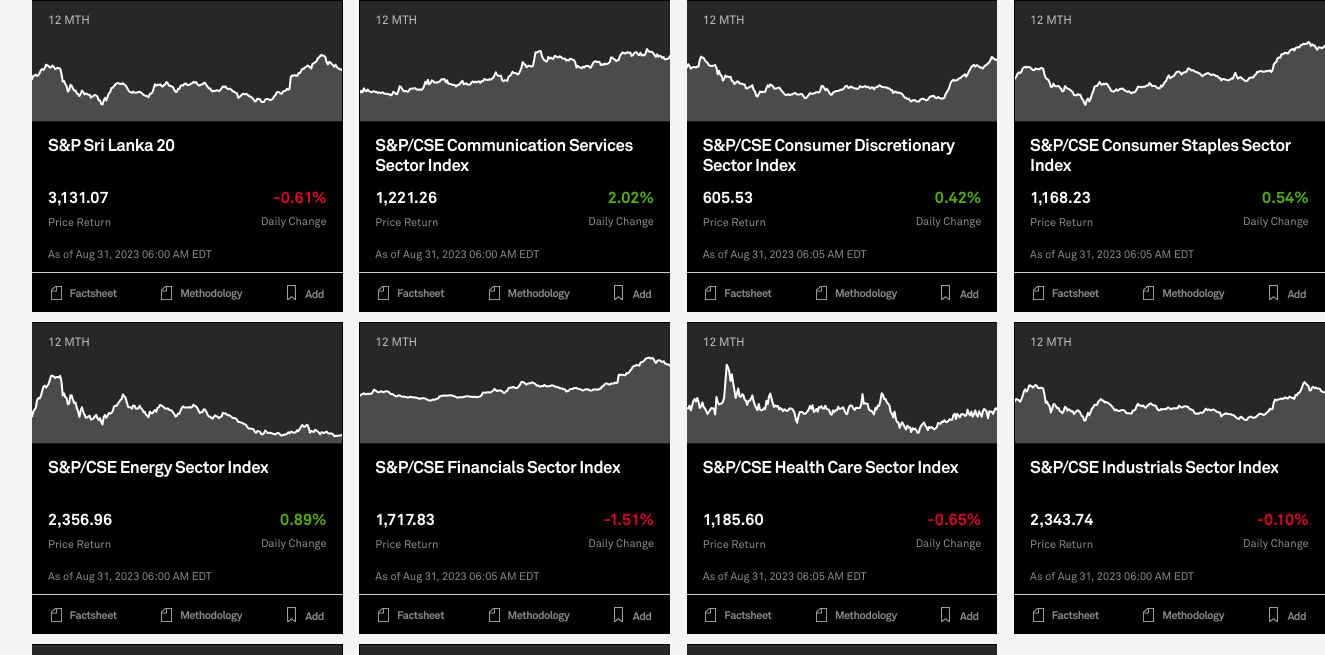 12 MTH
12 MTH
12 MTH
12 MTH
S&P Sri Lanka 20
3,131.07
-0.61%
Price Return
Daily Change
As of Aug 31, 2023 06:00 AM EDT
Factsheet
Methodology
Add
S&P/CSE Communication Services
Sector Index
1,221.26
2.02%
Price Return
Daily Change
As of Aug 31, 2023 06:05 AM EDT
Factsheet
Methodology
Add
S&P/CSE Consumer Discretionary
Sector Index
605.53
0.42%
Price Return
Daily Change
As of Aug 31, 2023 06:05 AM EDT
Factsheet
Methodology
Add
S&P/CSE Consumer Staples Sector
Index
1,168.23
0.54%
Price Return
Daily Change
As of Aug 31, 2023 06:05 AM EDT
Factsheet
Methodology
Add
12 MTH
12 MTH
12 MTH
12 MTH
S&P/CSE Energy Sector Index
2,356.96
0.89%
Price Return
Daily Change
As of Aug 31, 2023 06:00 AM EDT
Factsheet
Methodology
Add
S&P/CSE Financials Sector Index
1,717.83
-1.51%
Price Return
Daily Change
As of Aug 31, 2023 06:05 AM EDT
Factsheet
Methodology
Add
S&P/CSE Health Care Sector Index
1,185.60
-0.65%
Price Return
Daily Change
As of Aug 31, 2023 06:05 AM EDT
Factsheet
Methodology
Add
S&P/CSE Industrials Sector Index
2,343.74
-0.10%
Price Return
Daily Change
As of Aug 31, 2023 06:00 AM EDT
Factsheet
Methodology
Add